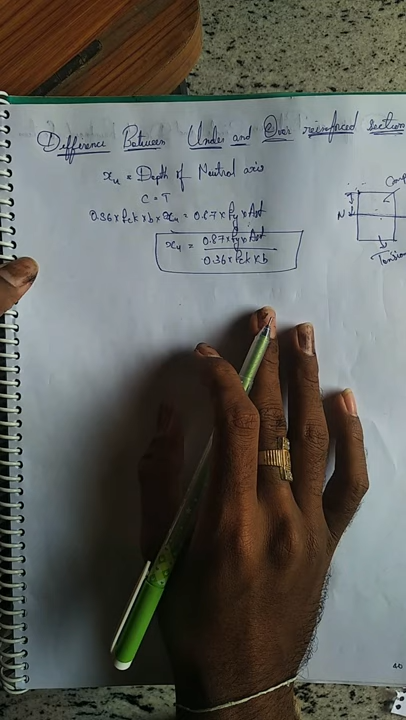 Difference Between Under and Over reinforced section
xu = Depth of Neutral axis
C = T
0.36 x fck x b x xu = 0.87 x fy x Ast
xu = 0.87 x fy x Ast
0.36 x fck x b
N
Tension
40